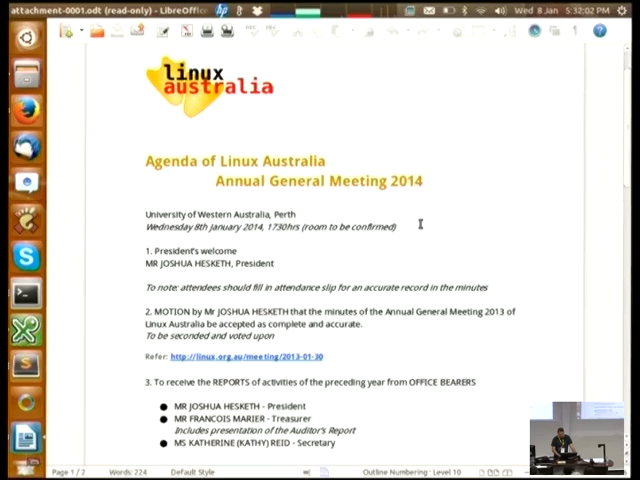 attachment-0001.odt (read-only) - LibreOffic
Wed 8 Jan 5:32:02 PM
linux
australia
Agenda of Linux Australia
Annual General Meeting 2014
University of Western Australia, Perth
Wednesday 8th January 2014, 1730hrs (room to be confirmed)
1. President's welcome
MR JOSHUA HESKETH, President
To note: attendees should fill in attendance slip for an accurate record in the minutes
2. MOTION by Mr JOSHUA HESKETH that the minutes of the Annual General Meeting 2013 of
Linux Australia be accepted as complete and accurate.
To be seconded and voted upon
Refer: http://linux.org.au/meeting/2013-01-30
3. To receive the REPORTS of activities of the preceding year from OFFICE BEARERS
● MR JOSHUA HESKETH - President
● MR FRANCOIS MARIER - Treasurer
Includes presentation of the Auditor's Report
● MS KATHERINE (KATHY) REID - Secretary
Page 1 / 2 Words: 224 Default Style Outline Numbering : Level 10